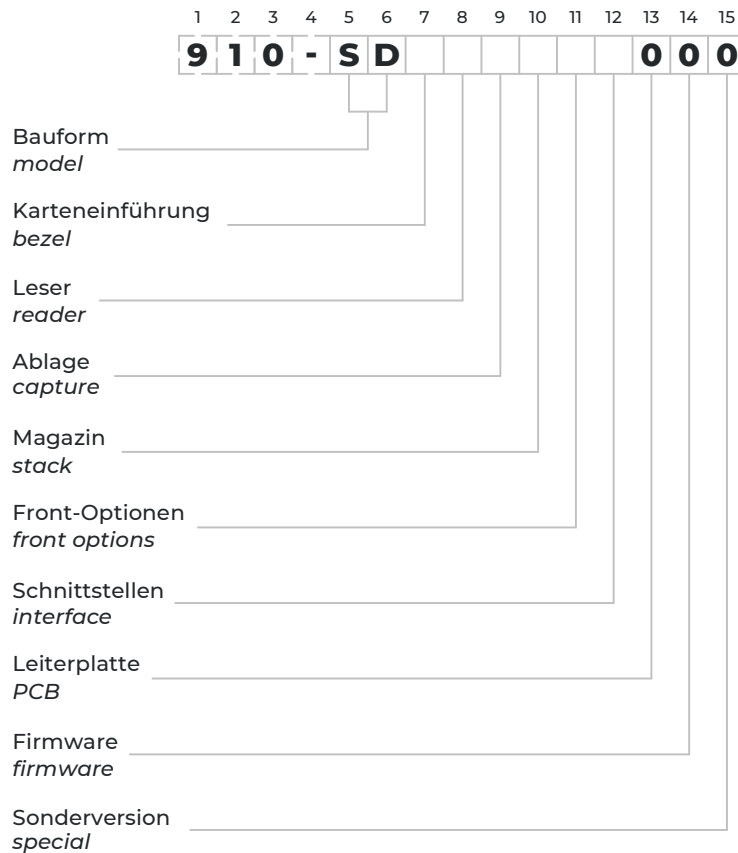 1 2 3 4 5 6 7 8 9 10 11 12 13 14 15
9 1 0 - S D 0 0 0
Bauform
model
Karteneinführung
bezel
Leser
reader
Ablage
capture
Magazin
stack
Front-Optionen
front options
Schnittstellen
interface
Leiterplatte
PCB
Firmware
firmware
Sonderversion
special